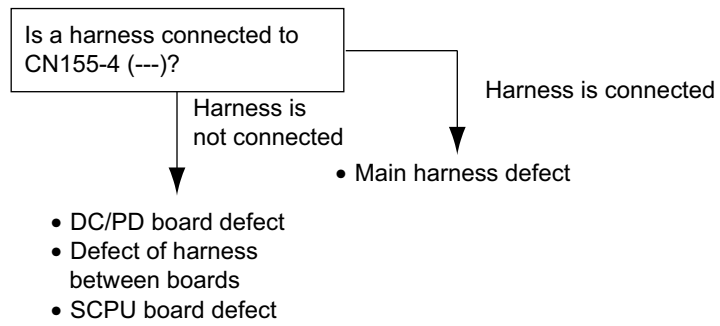 Is a harness connected to
CN155-4 (---)?
Harness is
not connected
Harness is connected
• Main harness defect
• DC/PD board defect
• Defect of harness
between boards
• SCPU board defect